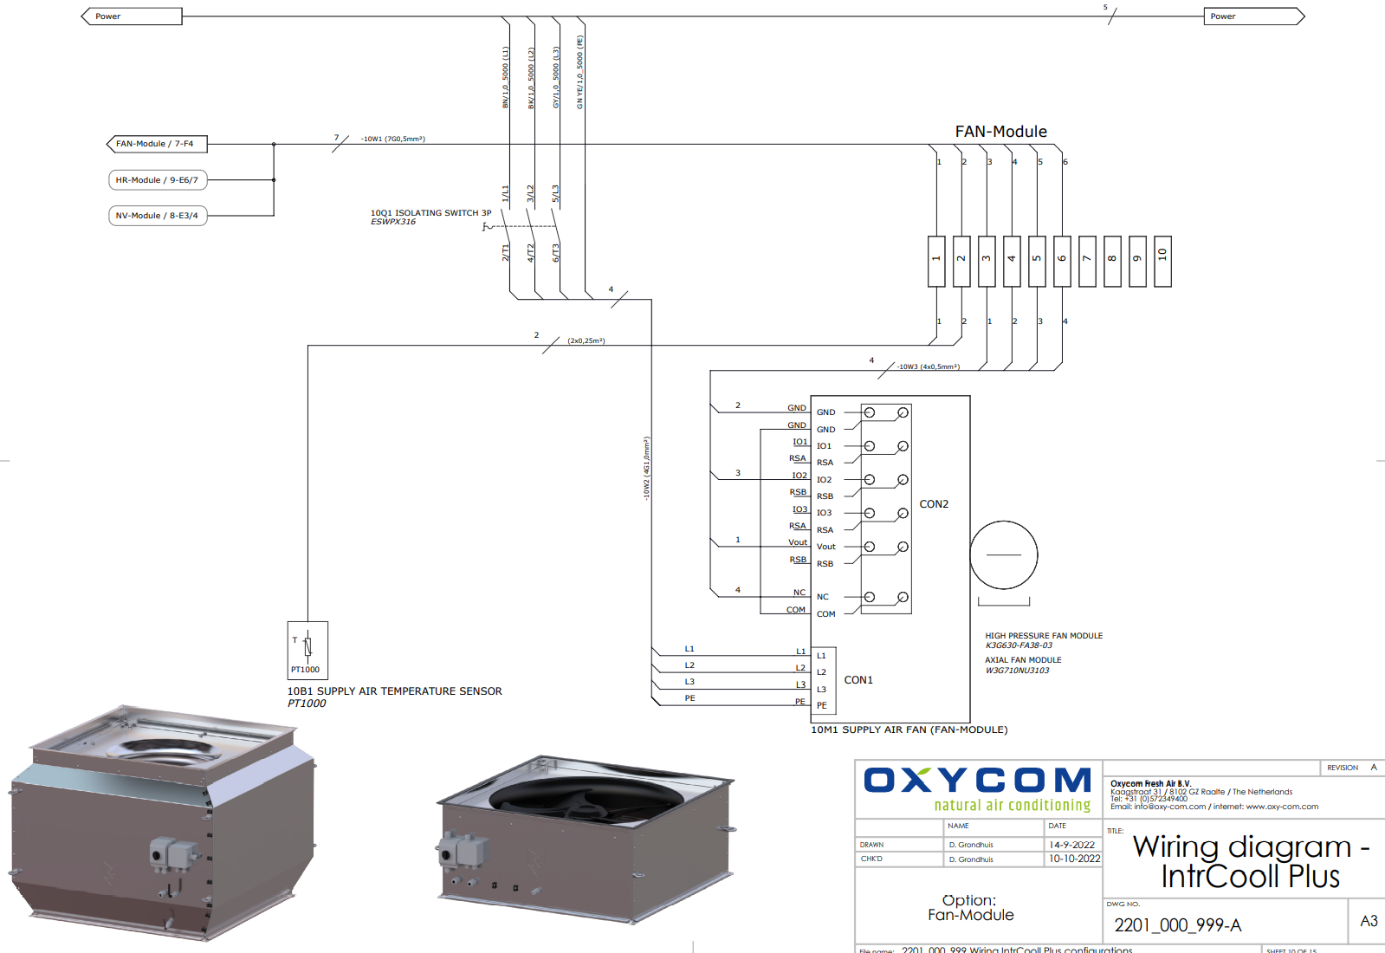 Power
5
Power
BN/1,0_5000 (L1)
BK/1,0_5000 (L2)
GY/1,0_5000 (L3)
GN YE/1,0_5000 (PE)
FAN-Module
FAN-Module / 7-F4
7
-10W1 (7G0,5mm²)
1 2 3 4 5 6
HR-Module / 9-E6/7
NV-Module / 8-E3/4
1/L1 3/L2 5/L3
10Q1 ISOLATING SWITCH 3P
ESWPX316
2/T1 4/T2 6/T3
1 2 3 4 5 6 7 8 9 10
4
1 2 1 2 3 4
2
(2x0,25m²)
4
-10W3 (4x0,5mm²)
-10W2 (4G1,0mm²)
2 GND GND
GND GND
IO1 IO1
RSA RSA
3 IO2 IO2
RSB RSB
CON2
IO3 IO3
RSA RSA
1 Vout Vout
RSB RSB
4 NC NC
COM COM
T
PT1000
10B1 SUPPLY AIR TEMPERATURE SENSOR
PT1000
HIGH PRESSURE FAN MODULE
K3G630-FA38-03
AXIAL FAN MODULE
W3G710NU3103
L1 L1 L1
L2 L2 L2
CON1
L3 L3 L3
PE PE PE
10M1 SUPPLY AIR FAN (FAN-MODULE)
OXYCOM
natural air conditioning
REVISION A
Oxycom Fresh Air B.V.
Kaagstraat 31 / 8102 GZ Raalte / The Netherlands
Tel: +31 (0)572349400
Email: info@oxy-com.com / internet: www.oxy-com.com
NAME DATE
DRAWN D. Grondhuis 14-9-2022
CHK'D D. Grondhuis 10-10-2022
TITLE:
Wiring diagram -
IntrCooll Plus
Option:
Fan-Module
DWG NO.
2201_000_999-A
A3
File name: 2201_000_999 Wiring IntrCooll Plus configurations
SHEET 10 OF 15